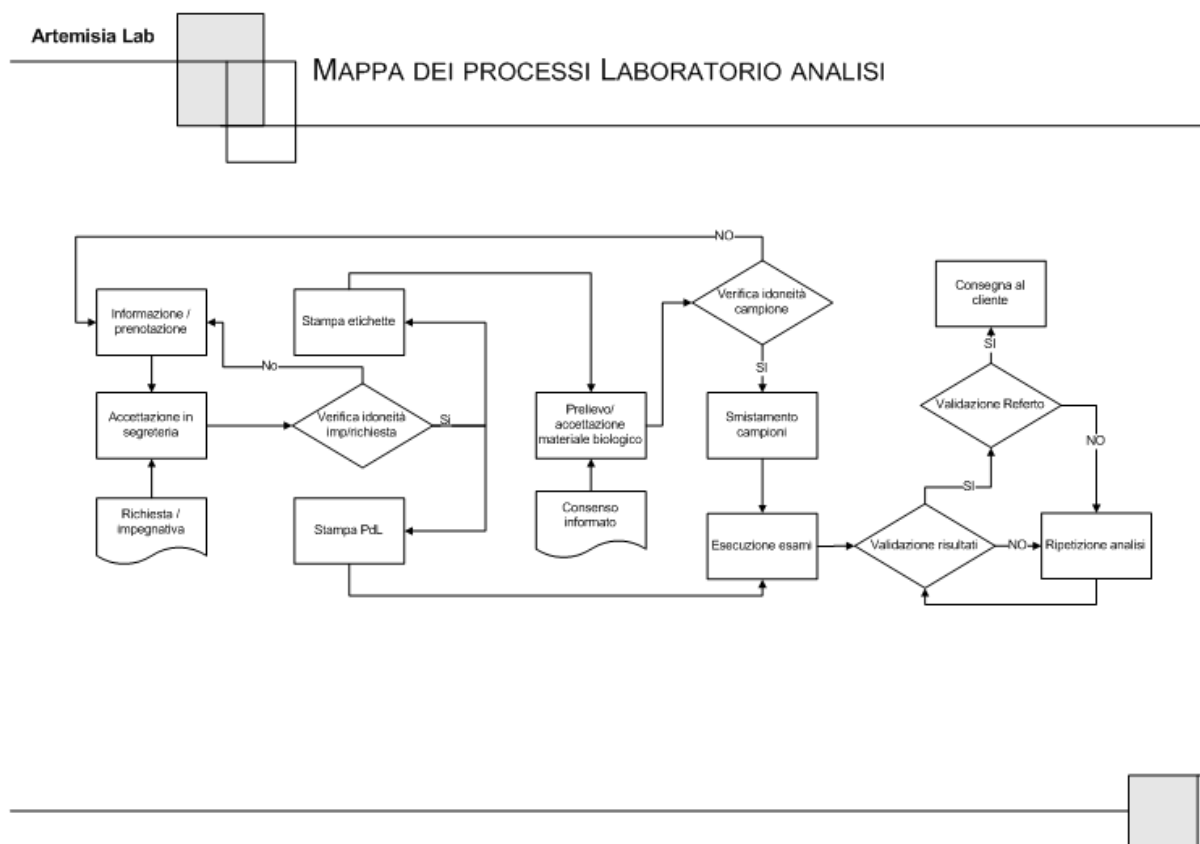 Artemisia Lab
MAPPA DEI PROCESSI LABORATORIO ANALISI
NO
Informazione /
prenotazione
Stampa etichette
Verifica idoneità
campione
Consegna al
cliente
No
SI
SI
Accettazione in
segreteria
Verifica idoneità
imp/richiesta
Si
Prelievo/
accettazione
materiale biologico
Smistamento
campioni
Validazione Referto
NO
Richiesta /
impegnativa
Stampa PdL
Consenso
informato
SI
Esecuzione esami
Validazione risultati
NO
Ripetizione analisi